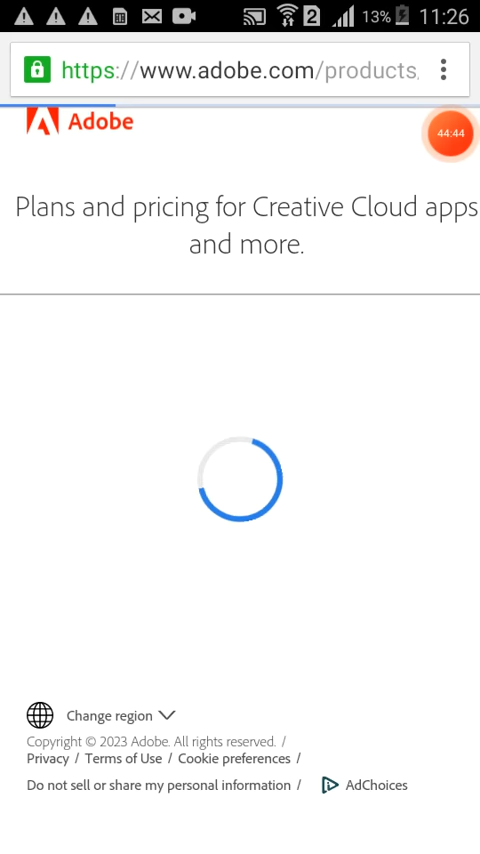 2 13% 11:26
https://www.adobe.com/products
44:44
Adobe
Plans and pricing for Creative Cloud apps
and more.
Change region
Copyright © 2023 Adobe. All rights reserved. /
Privacy / Terms of Use / Cookie preferences /
Do not sell or share my personal information / AdChoices